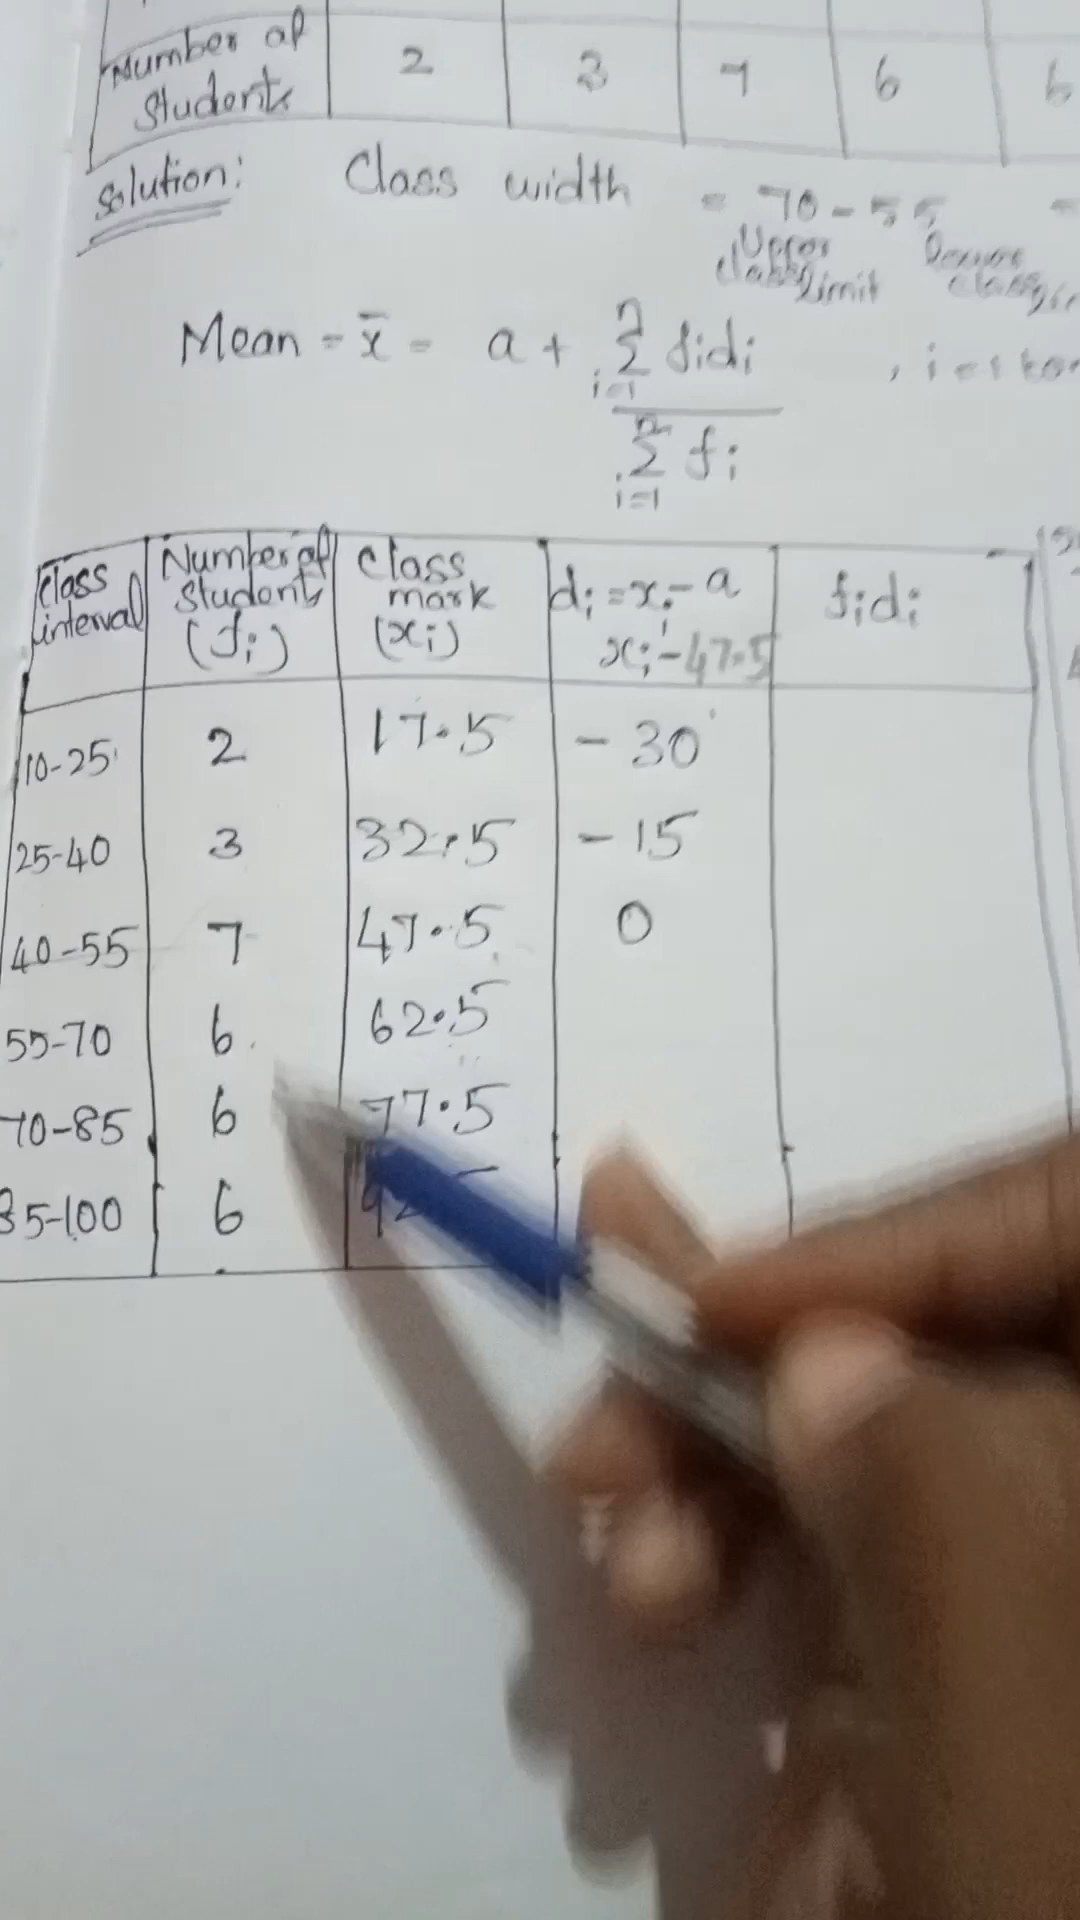 Number of Students 2 3 7 6 6
Solution: Class width = 70 - 55 =
Upper class limit Lower class
Mean = x̄ = a + Σ fidi , i = 1 to n
i=1
n
Σ fi
i=1
Class interval Number of Students (fi) Class mark (xi) di = xi - a xi - 47.5 fidi
10-25 2 17.5 -30
25-40 3 32.5 -15
40-55 7 47.5 0
55-70 6 62.5
70-85 6 77.5
85-100 6